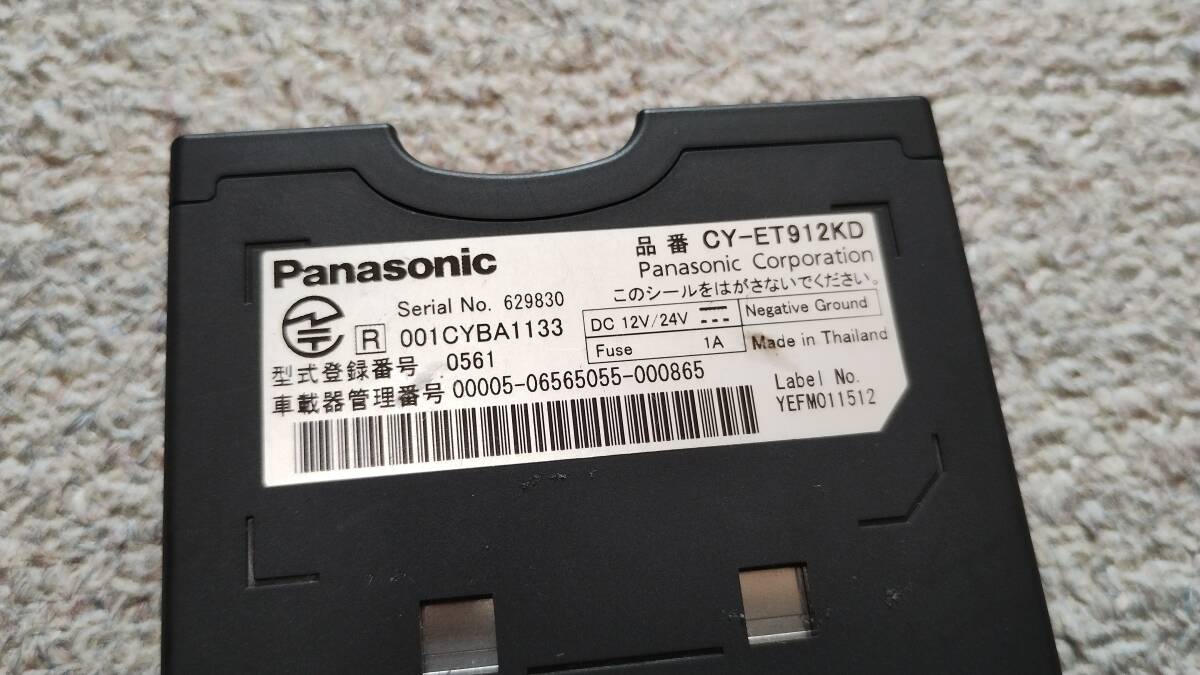 Panasonic
品番 CY-ET912KD
Panasonic Corporation
このシールをはがさないでください。
Serial No. 629830
R 001CYBA1133
DC 12V/24V
Negative Ground
Fuse 1A
Made in Thailand
型式登録番号 0561
車載器管理番号 00005-06565055-000865
Label No.
YEFM011512